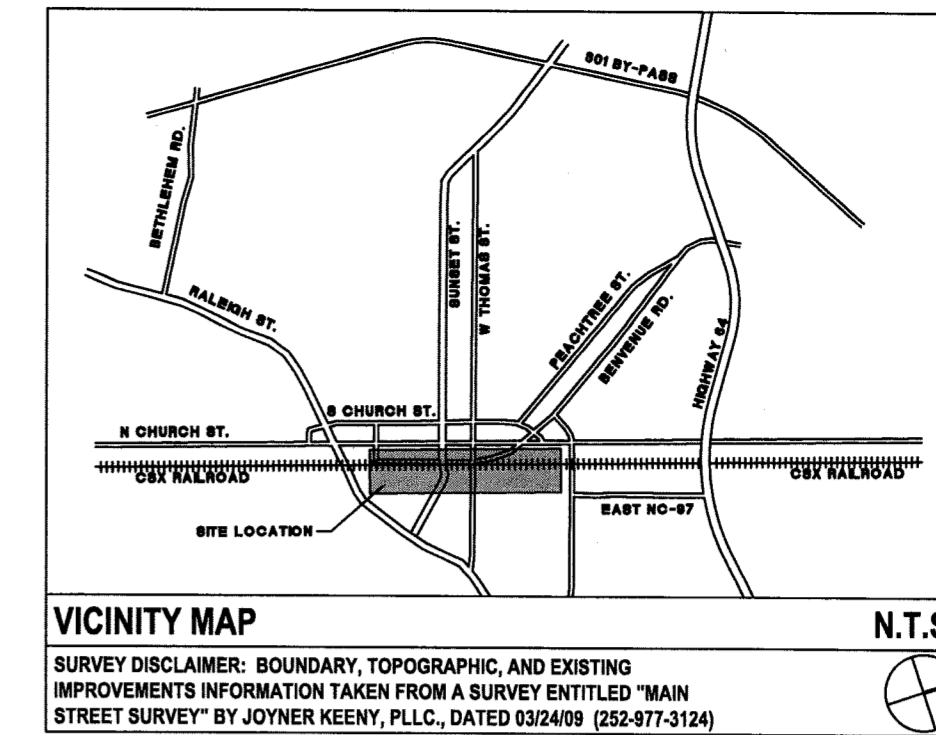 301 BY-PASS
BETHLEHEM RD.
SUNSET ST.
W THOMAS ST.
RALEIGH ST.
PEACHTREE ST.
BENVENUE RD.
HIGHWAY 64
S CHURCH ST.
N CHURCH ST.
CSX RAILROAD
CSX RAILROAD
EAST NC-97
SITE LOCATION
VICINITY MAP
N.T.S
SURVEY DISCLAIMER: BOUNDARY, TOPOGRAPHIC, AND EXISTING
IMPROVEMENTS INFORMATION TAKEN FROM A SURVEY ENTITLED "MAIN
STREET SURVEY" BY JOYNER KEENY, PLLC., DATED 03/24/09 (252-977-3124)